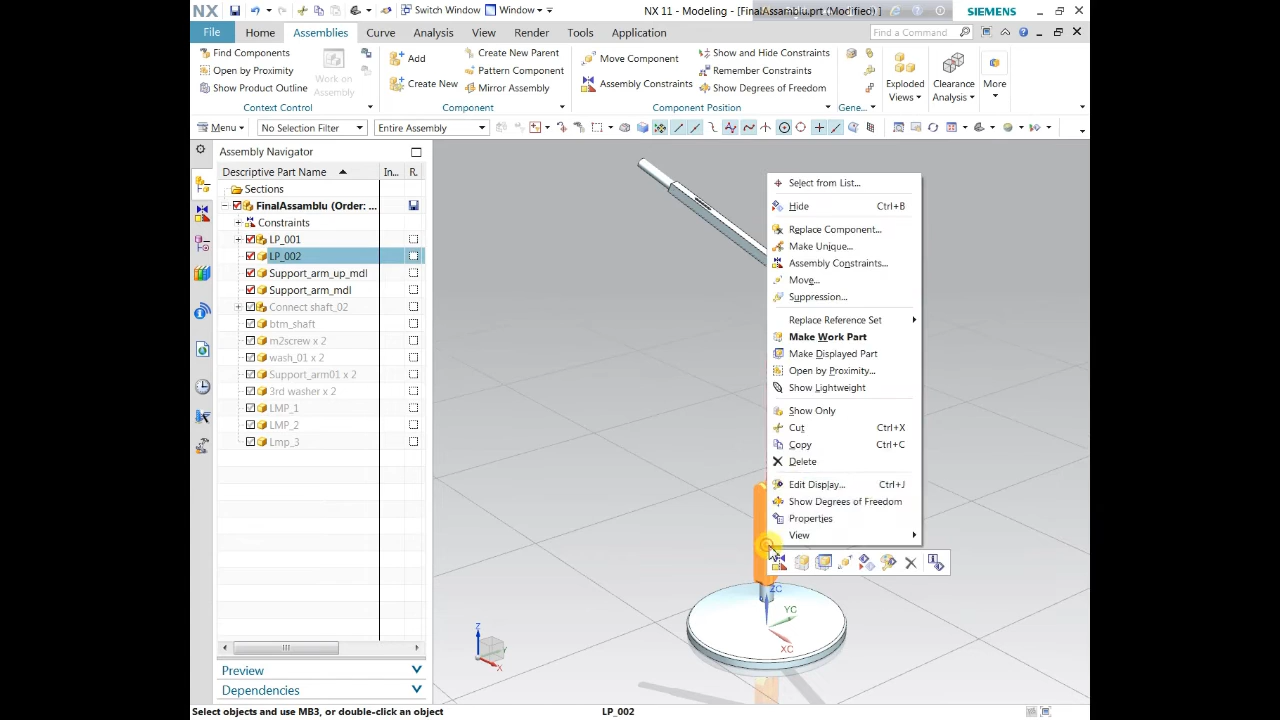 NX
Switch Window
Window
NX 11 - Modeling - [FinalAssamblu.prt (Modified) ]
SIEMENS
File
Home
Assemblies
Curve
Analysis
View
Render
Tools
Application
Find a Command
Find Components
Open by Proximity
Show Product Outline
Work on
Assembly
Context Control
Add
Create New
Create New Parent
Pattern Component
Mirror Assembly
Component
Move Component
Assembly Constraints
Show and Hide Constraints
Remember Constraints
Show Degrees of Freedom
Component Position
Gene...
Exploded
Views
Clearance
Analysis
More
Menu
No Selection Filter
Entire Assembly
Assembly Navigator
Descriptive Part Name
In...
R.
Sections
FinalAssamblu (Order: ...
Constraints
LP_001
LP_002
Support_arm_up_mdl
Support_arm_mdl
Connect shaft_02
btm_shaft
m2screw x 2
wash_01 x 2
Support_arm01 x 2
3rd washer x 2
LMP_1
LMP_2
Lmp_3
Preview
Dependencies
Select from List...
Hide Ctrl+B
Replace Component...
Make Unique...
Assembly Constraints...
Move...
Suppression...
Replace Reference Set
Make Work Part
Make Displayed Part
Open by Proximity...
Show Lightweight
Show Only
Cut Ctrl+X
Copy Ctrl+C
Delete
Edit Display... Ctrl+J
Show Degrees of Freedom
Properties
View
ZC
YC
XC
Z
Y
X
Select objects and use MB3, or double-click an object
LP_002